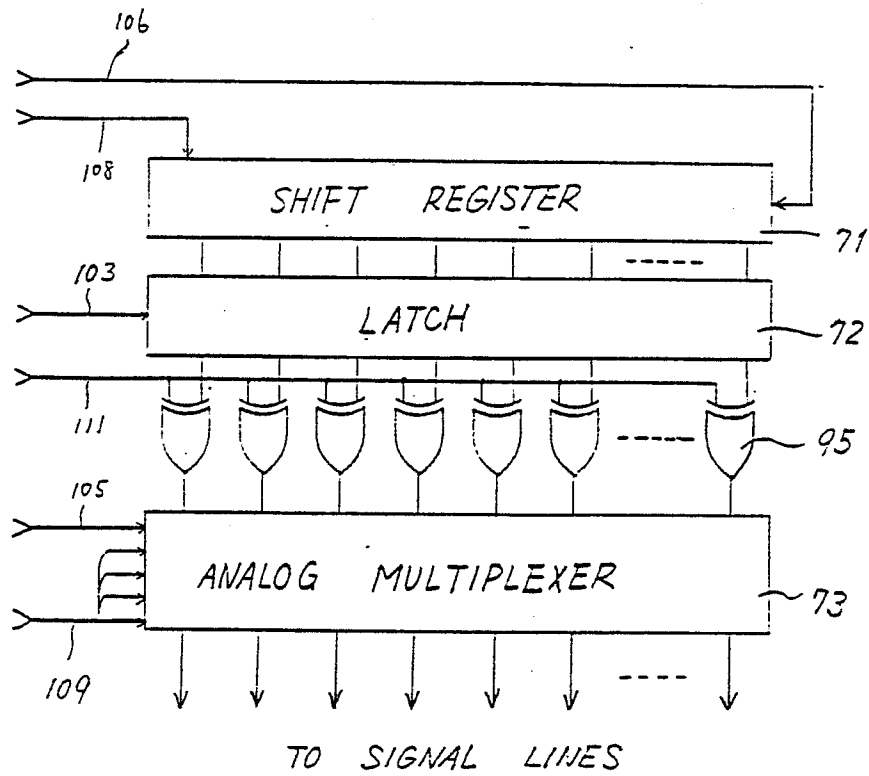 106
108
SHIFT REGISTER
71
103
LATCH
72
111
95
105
ANALOG MULTIPLEXER
73
109
TO SIGNAL LINES